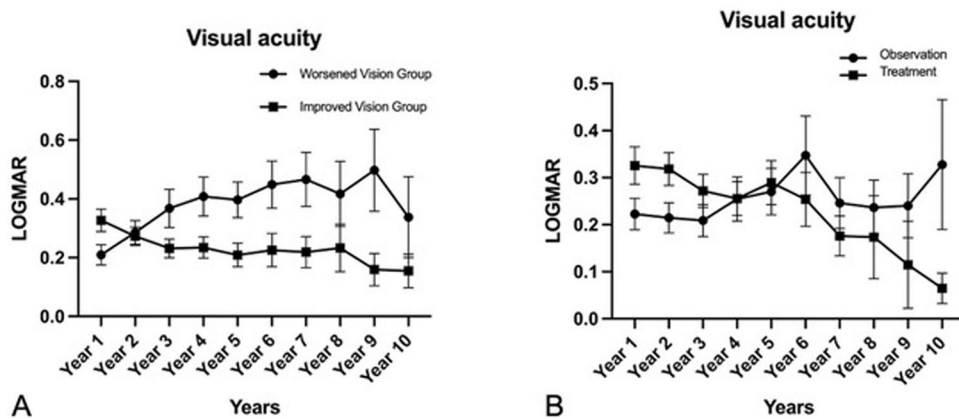 Visual acuity
Worsened Vision Group
Improved Vision Group
LOGMAR
0.8
0.6
0.4
0.2
0.0
Year 1
Year 2
Year 3
Year 4
Year 5
Year 6
Year 7
Year 8
Year 9
Year 10
Years
A
Visual acuity
Observation
Treatment
LOGMAR
0.5
0.4
0.3
0.2
0.1
0.0
Year 1
Year 2
Year 3
Year 4
Year 5
Year 6
Year 7
Year 8
Year 9
Year 10
Years
B